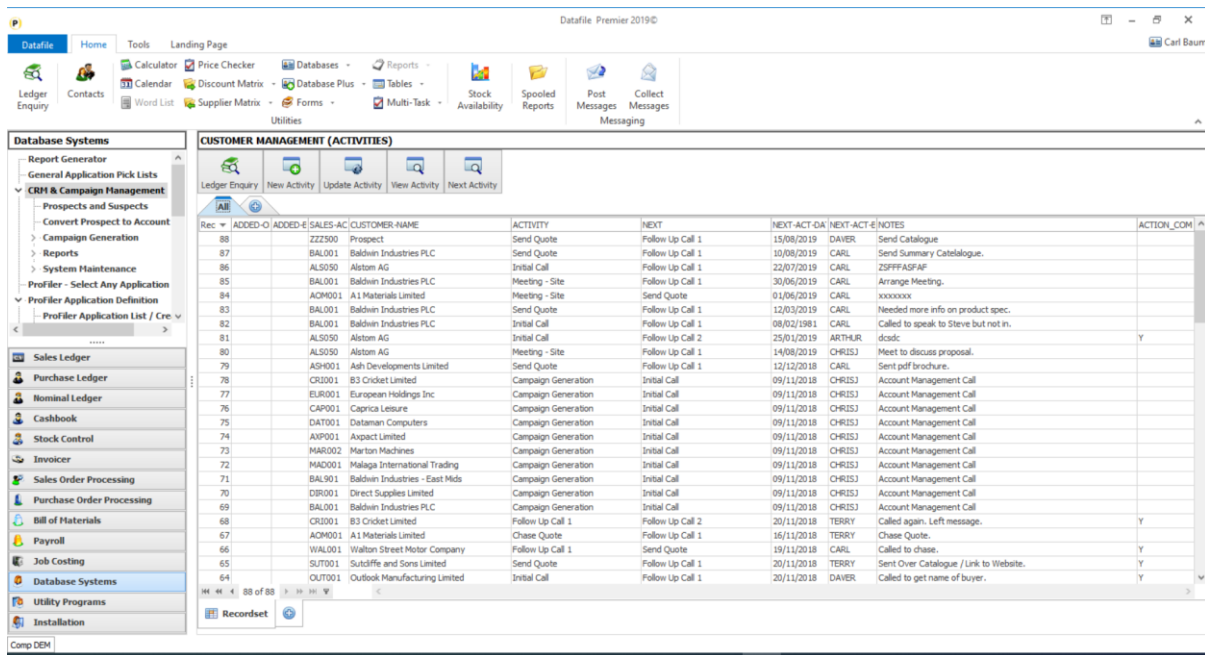 Datafile Premier 2019©
Datafile Home Tools Landing Page Carl Baum
Calculator Price Checker Databases Reports
Calendar Discount Matrix Database Plus Tables
Word List Supplier Matrix Forms Multi-Task
Ledger Enquiry Contacts Stock Availability Spooled Reports Post Messages Collect Messages
Utilities Messaging
Database Systems
Report Generator
General Application Pick Lists
CRM & Campaign Management
Prospects and Suspects
Convert Prospect to Account
Campaign Generation
Reports
System Maintenance
ProFiler - Select Any Application
ProFiler Application Definition
ProFiler Application List / Cre
Sales Ledger
Purchase Ledger
Nominal Ledger
Cashbook
Stock Control
Invoicer
Sales Order Processing
Purchase Order Processing
Bill of Materials
Payroll
Job Costing
Database Systems
Utility Programs
Installation
CUSTOMER MANAGEMENT (ACTIVITIES)
Ledger Enquiry New Activity Update Activity View Activity Next Activity
All
Rec ADDED-O ADDED-E SALES-AC CUSTOMER-NAME ACTIVITY NEXT NEXT-ACT-DA NEXT-ACT-E NOTES ACTION_COM
88 ZZZ500 Prospect Send Quote Follow Up Call 1 15/08/2019 DAVER Send Catalogue
87 BAL001 Baldwin Industries PLC Send Quote Follow Up Call 1 10/08/2019 CARL Send Summary Catelalogue.
86 ALS050 Alstom AG Initial Call Follow Up Call 1 22/07/2019 CARL ZSFFFASFAF
85 BAL001 Baldwin Industries PLC Meeting - Site Follow Up Call 1 30/06/2019 CARL Arrange Meeting.
84 AOM001 A1 Materials Limited Meeting - Site Send Quote 01/06/2019 CARL xxxxxxx
83 BAL001 Baldwin Industries PLC Send Quote Follow Up Call 1 12/03/2019 CARL Needed more info on product spec.
82 BAL001 Baldwin Industries PLC Initial Call Follow Up Call 1 08/02/1981 CARL Called to speak to Steve but not in.
81 ALS050 Alstom AG Initial Call Follow Up Call 2 25/01/2019 ARTHUR dcsdc Y
80 ALS050 Alstom AG Meeting - Site Follow Up Call 1 14/08/2019 CHRISJ Meet to discuss proposal.
79 ASH001 Ash Developments Limited Send Quote Follow Up Call 1 12/12/2018 CARL Sent pdf brochure.
78 CRI001 B3 Cricket Limited Campaign Generation Initial Call 09/11/2018 CHRISJ Account Management Call
77 EUR001 European Holdings Inc Campaign Generation Initial Call 09/11/2018 CHRISJ Account Management Call
76 CAP001 Caprica Leisure Campaign Generation Initial Call 09/11/2018 CHRISJ Account Management Call
75 DAT001 Dataman Computers Campaign Generation Initial Call 09/11/2018 CHRISJ Account Management Call
74 AXP001 Axpact Limited Campaign Generation Initial Call 09/11/2018 CHRISJ Account Management Call
73 MAR002 Marton Machines Campaign Generation Initial Call 09/11/2018 CHRISJ Account Management Call
72 MAD001 Malaga International Trading Campaign Generation Initial Call 09/11/2018 CHRISJ Account Management Call
71 BAL901 Baldwin Industries - East Mids Campaign Generation Initial Call 09/11/2018 CHRISJ Account Management Call
70 DIR001 Direct Supplies Limited Campaign Generation Initial Call 09/11/2018 CHRISJ Account Management Call
69 BAL001 Baldwin Industries PLC Campaign Generation Initial Call 09/11/2018 CHRISJ Account Management Call
68 CRI001 B3 Cricket Limited Follow Up Call 1 Follow Up Call 2 20/11/2018 TERRY Called again. Left message. Y
67 AOM001 A1 Materials Limited Chase Quote Follow Up Call 1 16/11/2018 TERRY Chase Quote.
66 WAL001 Walton Street Motor Company Follow Up Call 1 Send Quote 19/11/2018 CARL Called to chase. Y
65 SUT001 Sutcliffe and Sons Limited Send Quote Follow Up Call 1 20/11/2018 TERRY Sent Over Catalogue / Link to Website. Y
64 OUT001 Outlook Manufacturing Limited Initial Call Follow Up Call 1 20/11/2018 DAVER Called to get name of buyer. Y
88 of 88
Recordset
Comp DEM